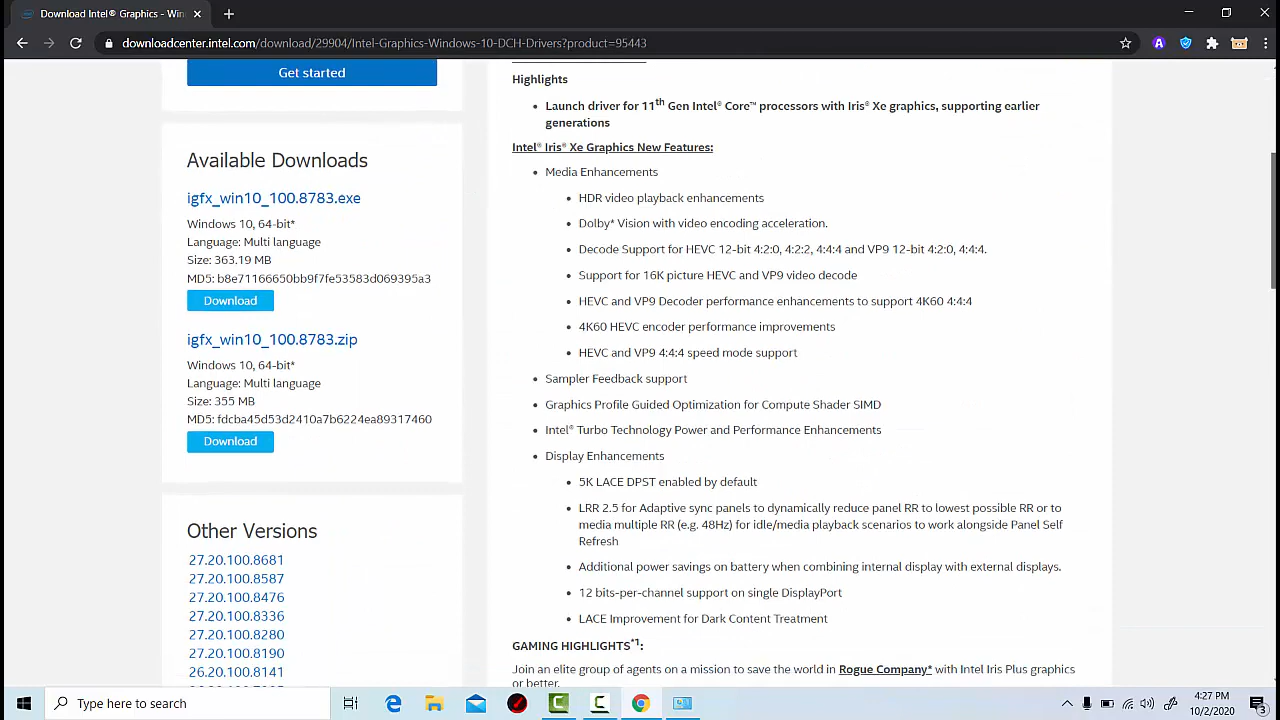 Download Intel® Graphics - Win
downloadcenter.intel.com/download/29904/Intel-Graphics-Windows-10-DCH-Drivers?product=95443
Get started
Available Downloads
igfx_win10_100.8783.exe
Windows 10, 64-bit*
Language: Multi language
Size: 363.19 MB
MD5: b8e71166650bb9f7fe53583d069395a3
Download
igfx_win10_100.8783.zip
Windows 10, 64-bit*
Language: Multi language
Size: 355 MB
MD5: fdcba45d53d2410a7b6224ea89317460
Download
Other Versions
27.20.100.8681
27.20.100.8587
27.20.100.8476
27.20.100.8336
27.20.100.8280
27.20.100.8190
26.20.100.8141
Highlights
Launch driver for 11th Gen Intel® Core™ processors with Iris® Xe graphics, supporting earlier
generations
Intel® Iris® Xe Graphics New Features:
Media Enhancements
HDR video playback enhancements
Dolby* Vision with video encoding acceleration.
Decode Support for HEVC 12-bit 4:2:0, 4:2:2, 4:4:4 and VP9 12-bit 4:2:0, 4:4:4.
Support for 16K picture HEVC and VP9 video decode
HEVC and VP9 Decoder performance enhancements to support 4K60 4:4:4
4K60 HEVC encoder performance improvements
HEVC and VP9 4:4:4 speed mode support
Sampler Feedback support
Graphics Profile Guided Optimization for Compute Shader SIMD
Intel® Turbo Technology Power and Performance Enhancements
Display Enhancements
5K LACE DPST enabled by default
LRR 2.5 for Adaptive sync panels to dynamically reduce panel RR to lowest possible RR or to
media multiple RR (e.g. 48Hz) for idle/media playback scenarios to work alongside Panel Self
Refresh
Additional power savings on battery when combining internal display with external displays.
12 bits-per-channel support on single DisplayPort
LACE Improvement for Dark Content Treatment
GAMING HIGHLIGHTS*1:
Join an elite group of agents on a mission to save the world in Rogue Company* with Intel Iris Plus graphics
or better.
Type here to search
4:27 PM
10/2/2020
3